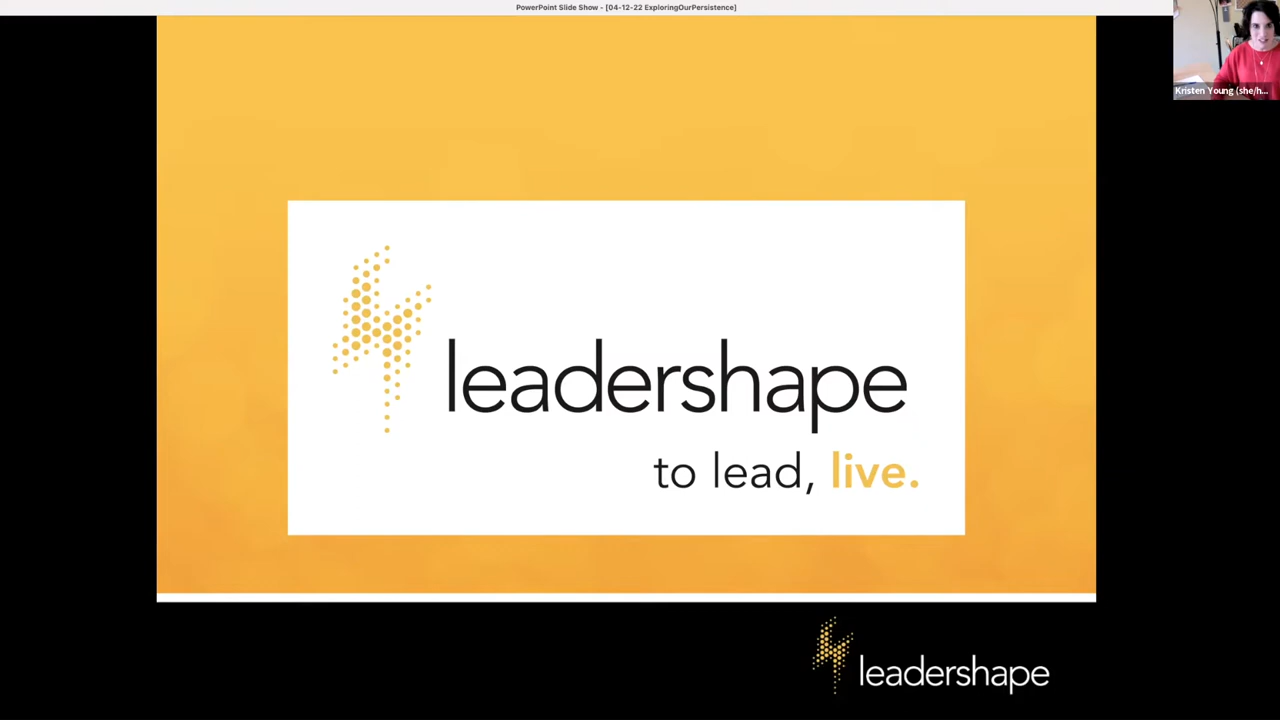 PowerPoint Slide Show - [04-12-22 ExploringOurPersistence]
Kristen Young (she/h...
leadershape
to lead, live.
leadershape